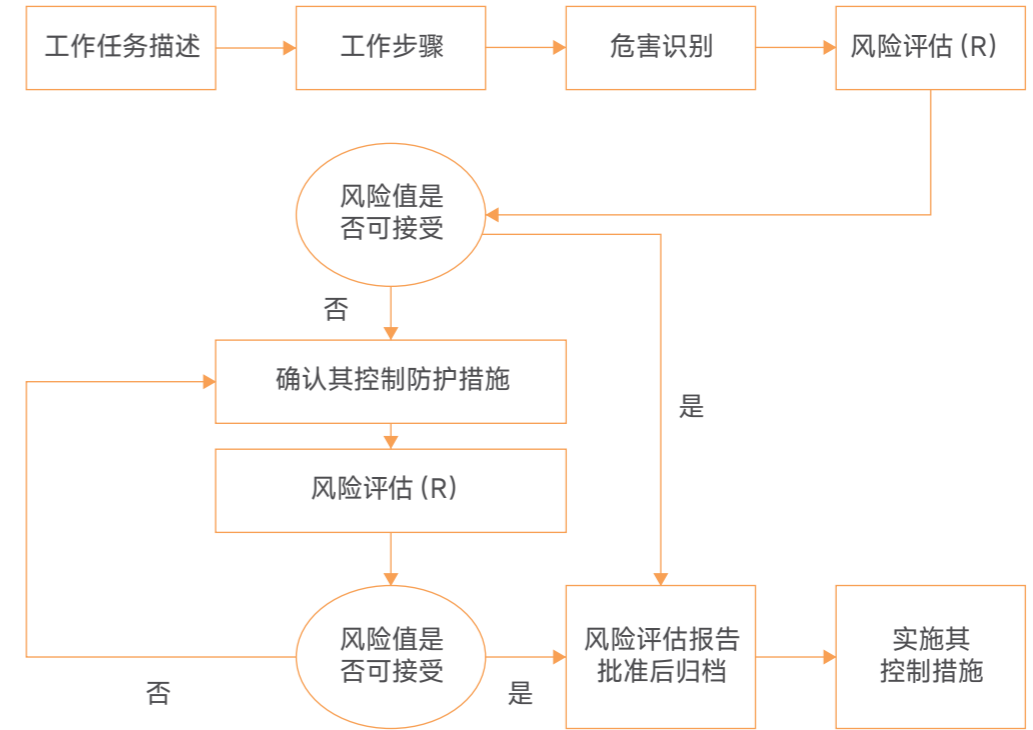 工作任务描述
工作步骤
危害识别
风险评估 (R)
风险值是
否可接受
否
确认其控制防护措施
是
风险评估 (R)
风险值是
否可接受
风险评估报告
批准后归档
实施其
控制措施
否
是